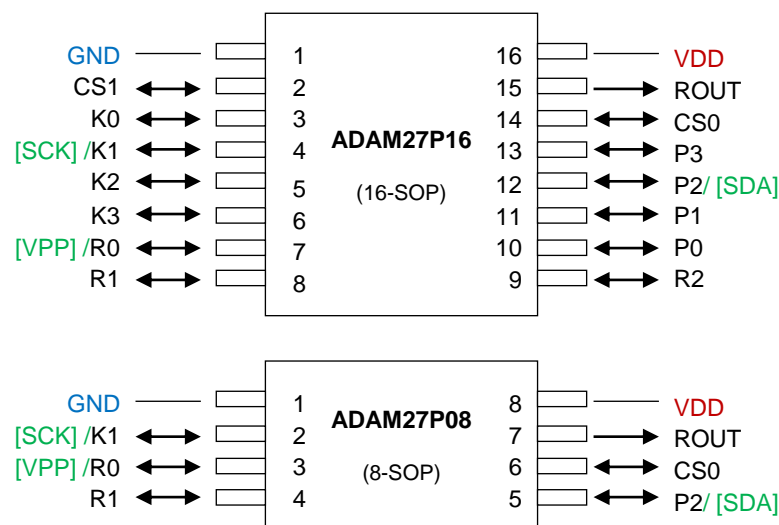 GND 1 16 VDD
CS1 2 15 ROUT
K0 3 14 CS0
[SCK] /K1 4 ADAM27P16 13 P3
K2 5 (16-SOP) 12 P2/ [SDA]
K3 6 11 P1
[VPP] /R0 7 10 P0
R1 8 9 R2
GND 1 ADAM27P08 8 VDD
[SCK] /K1 2 7 ROUT
[VPP] /R0 3 (8-SOP) 6 CS0
R1 4 5 P2/ [SDA]